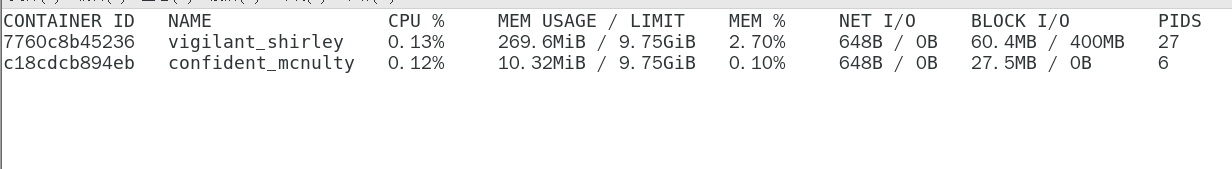 CONTAINER ID NAME CPU % MEM USAGE / LIMIT MEM % NET I/O BLOCK I/O PIDS
7760c8b45236 vigilant_shirley 0.13% 269.6MiB / 9.75GiB 2.70% 648B / 0B 60.4MB / 400MB 27
c18cdcb894eb confident_mcnulty 0.12% 10.32MiB / 9.75GiB 0.10% 648B / 0B 27.5MB / 0B 6